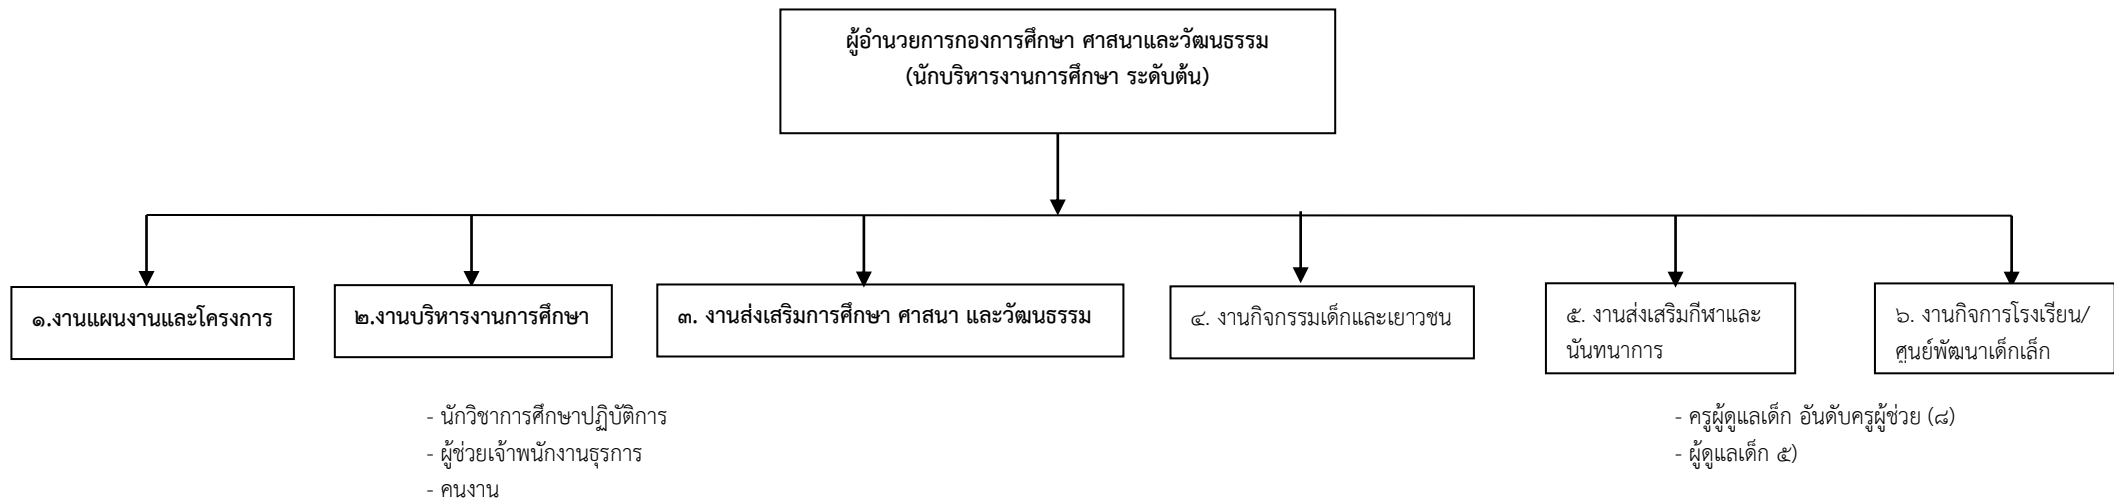 ผู้อำนวยการกองการศึกษา ศาสนาและวัฒนธรรม
(นักบริหารงานการศึกษา ระดับต้น)
๑.งานแผนงานและโครงการ
๒.งานบริหารงานการศึกษา
๓. งานส่งเสริมการศึกษา ศาสนา และวัฒนธรรม
๔. งานกิจกรรมเด็กและเยาวชน
๕. งานส่งเสริมกีฬาและ
นันทนาการ
๖. งานกิจการโรงเรียน/
ศูนย์พัฒนาเด็กเล็ก
- นักวิชาการศึกษาปฏิบัติการ
- ผู้ช่วยเจ้าพนักงานธุรการ
- คนงาน
- ครูผู้ดูแลเด็ก อันดับครูผู้ช่วย (๘)
- ผู้ดูแลเด็ก ๕)